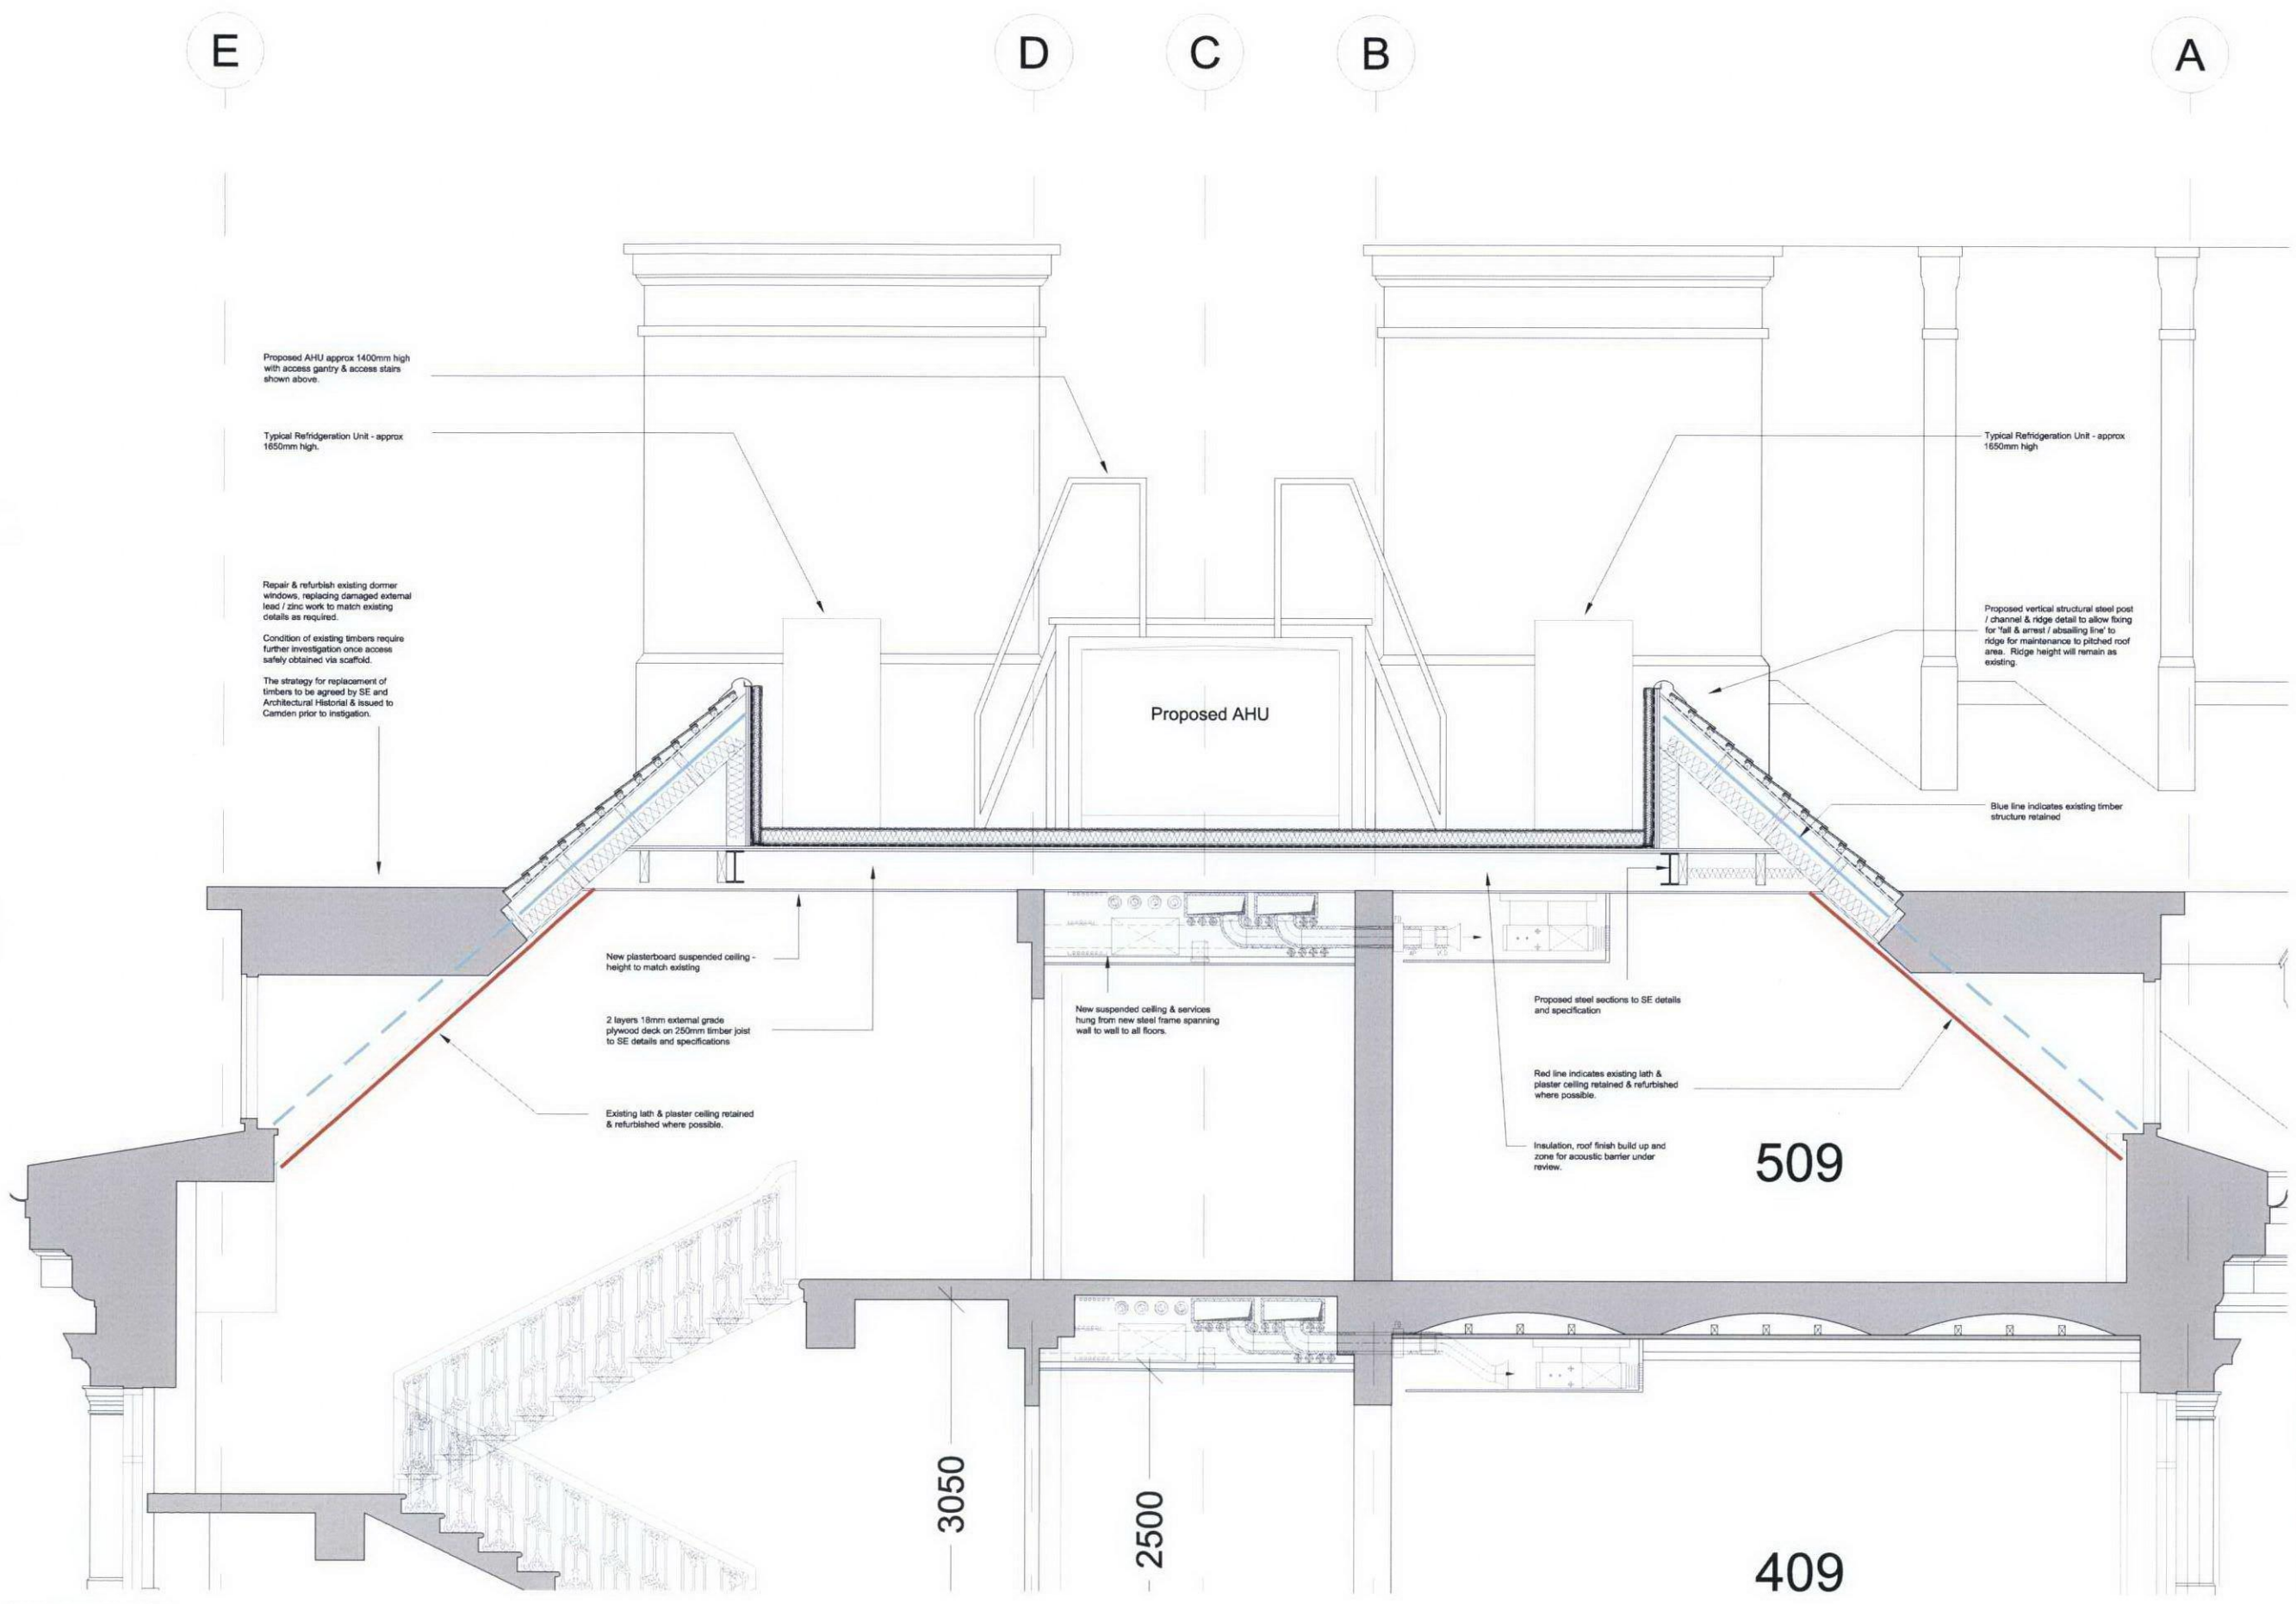 E
D
C
B
A
Proposed AHU approx 1400mm high
with access gantry & access stairs
shown above.
Typical Refridgeration Unit - approx
1650mm high.
Typical Refridgeration Unit - approx
1650mm high
Repair & refurbish existing dormer
windows, replacing damaged external
lead / zinc work to match existing
details as required.
Condition of existing timbers require
further investigation once access
safely obtained via scaffold.
The strategy for replacement of
timbers to be agreed by SE and
Architectural Historial & issued to
Camden prior to instigation.
Proposed vertical structural steel post
/ channel & ridge detail to allow fixing
for 'fall & arrest / absailing line' to
ridge for maintenance to pitched roof
area. Ridge height will remain as
existing.
Proposed AHU
Blue line indicates existing timber
structure retained
New plasterboard suspended ceiling -
height to match existing
2 layers 18mm external grade
plywood deck on 250mm timber joist
to SE details and specifications
New suspended ceiling & services
hung from new steel frame spanning
wall to wall to all floors.
Proposed steel sections to SE details
and specification
Red line indicates existing lath &
plaster ceiling retained & refurbished
where possible.
Existing lath & plaster ceiling retained
& refurbished where possible.
Insulation, roof finish build up and
zone for acoustic barrier under
review.
509
3050
2500
409